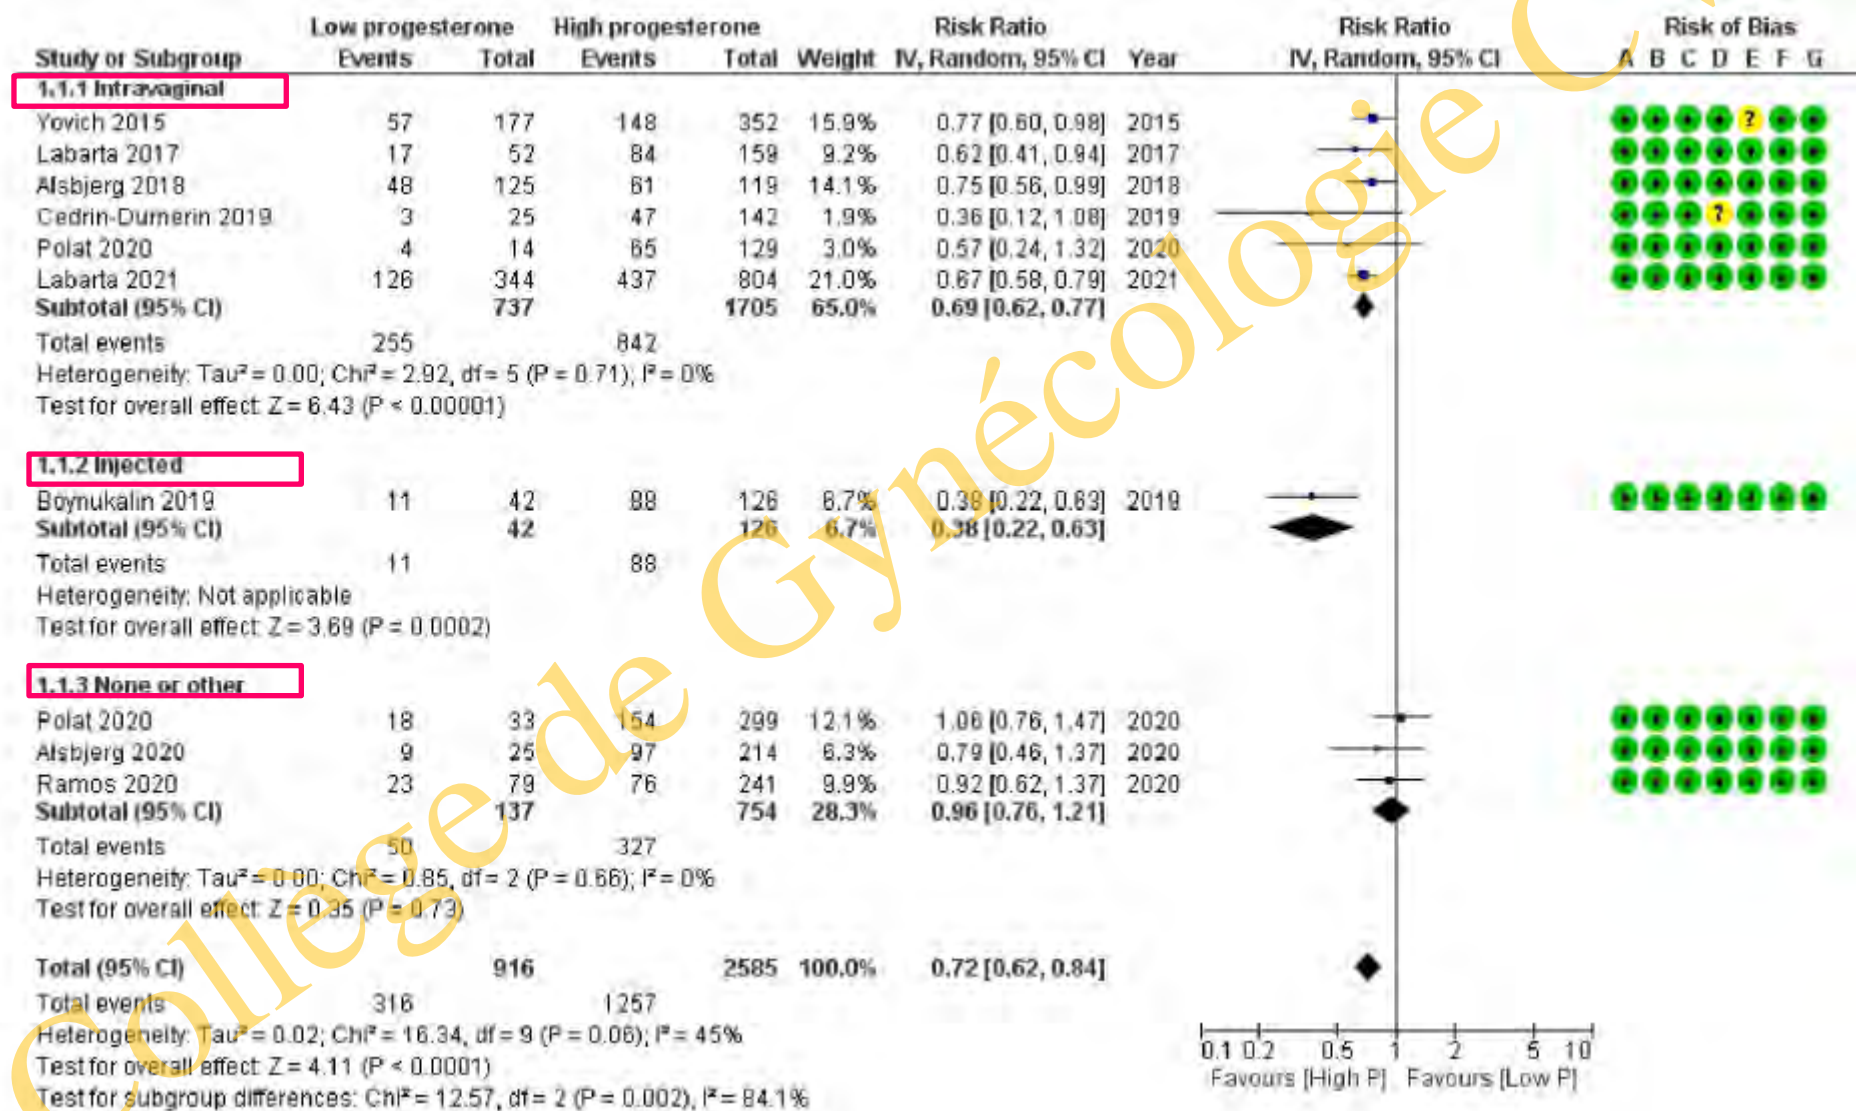 Low progesterone High progesterone Risk Ratio Risk Ratio Risk of Bias
Study or Subgroup Events Total Events Total Weight IV, Random, 95% CI Year IV, Random, 95% CI A B C D E F G
1.1.1 Intravaginal
Yovich 2015 57 177 148 352 15.9% 0.77 [0.60, 0.98] 2015 ?
Labarta 2017 17 52 84 159 9.2% 0.62 [0.41, 0.94] 2017
Alsbjerg 2018 48 125 61 119 14.1% 0.75 [0.56, 0.99] 2018
Cedrin-Durnerin 2019 3 25 47 142 1.9% 0.36 [0.12, 1.08] 2019 ?
Polat 2020 4 14 65 129 3.0% 0.57 [0.24, 1.32] 2020
Labarta 2021 126 344 437 804 21.0% 0.67 [0.58, 0.79] 2021
Subtotal (95% CI) 737 1705 65.0% 0.69 [0.62, 0.77]
Total events 255 842
Heterogeneity: Tau² = 0.00; Chi² = 2.92, df = 5 (P = 0.71); I² = 0%
Test for overall effect: Z = 6.43 (P < 0.00001)
1.1.2 Injected
Boynukalin 2019 11 42 88 126 6.7% 0.38 [0.22, 0.63] 2019
Subtotal (95% CI) 42 126 6.7% 0.38 [0.22, 0.63]
Total events 11 88
Heterogeneity: Not applicable
Test for overall effect: Z = 3.69 (P = 0.0002)
1.1.3 None or other
Polat 2020 18 33 154 299 12.1% 1.06 [0.76, 1.47] 2020
Alsbjerg 2020 9 25 97 214 6.3% 0.79 [0.46, 1.37] 2020
Ramos 2020 23 79 76 241 9.9% 0.92 [0.62, 1.37] 2020
Subtotal (95% CI) 137 754 28.3% 0.96 [0.76, 1.21]
Total events 50 327
Heterogeneity: Tau² = 0.00; Chi² = 0.85, df = 2 (P = 0.66); I² = 0%
Test for overall effect: Z = 0.35 (P = 0.73)
Total (95% CI) 916 2585 100.0% 0.72 [0.62, 0.84]
Total events 316 1257
Heterogeneity: Tau² = 0.02; Chi² = 16.34, df = 9 (P = 0.06); I² = 45%
Test for overall effect: Z = 4.11 (P < 0.0001)
Test for subgroup differences: Chi² = 12.57, df = 2 (P = 0.002), I² = 84.1%
0.1 0.2 0.5 1 2 5 10
Favours [High P] Favours [Low P]
Collège de Gynécologie C